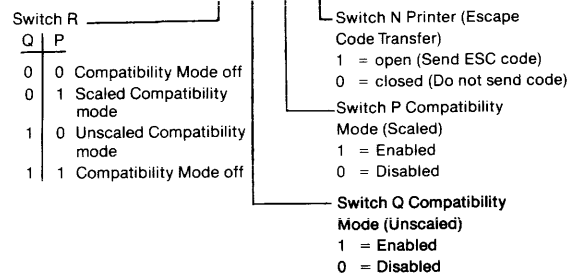 Switch R
Q P
0 0 Compatibility Mode off
0 1 Scaled Compatibility
mode
1 0 Unscaled Compatibility
mode
1 1 Compatibility Mode off
Switch N Printer (Escape
Code Transfer)
1 = open (Send ESC code)
0 = closed (Do not send code)
Switch P Compatibility
Mode (Scaled)
1 = Enabled
0 = Disabled
Switch Q Compatibility
Mode (Unscaled)
1 = Enabled
0 = Disabled